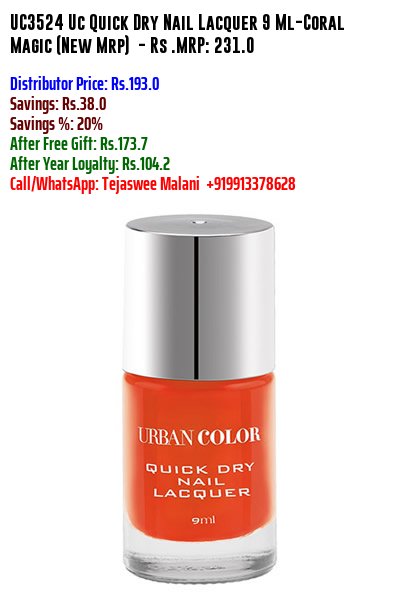 UC3524 Uc Quick Dry Nail Lacquer 9 Ml-Coral
Magic (New Mrp) - Rs .MRP: 231.0
Distributor Price: Rs.193.0
Savings: Rs.38.0
Savings %: 20%
After Free Gift: Rs.173.7
After Year Loyalty: Rs.104.2
Call/WhatsApp: Tejaswee Malani +919913378628
URBAN COLOR
QUICK DRY
NAIL
LACQUER
9ml